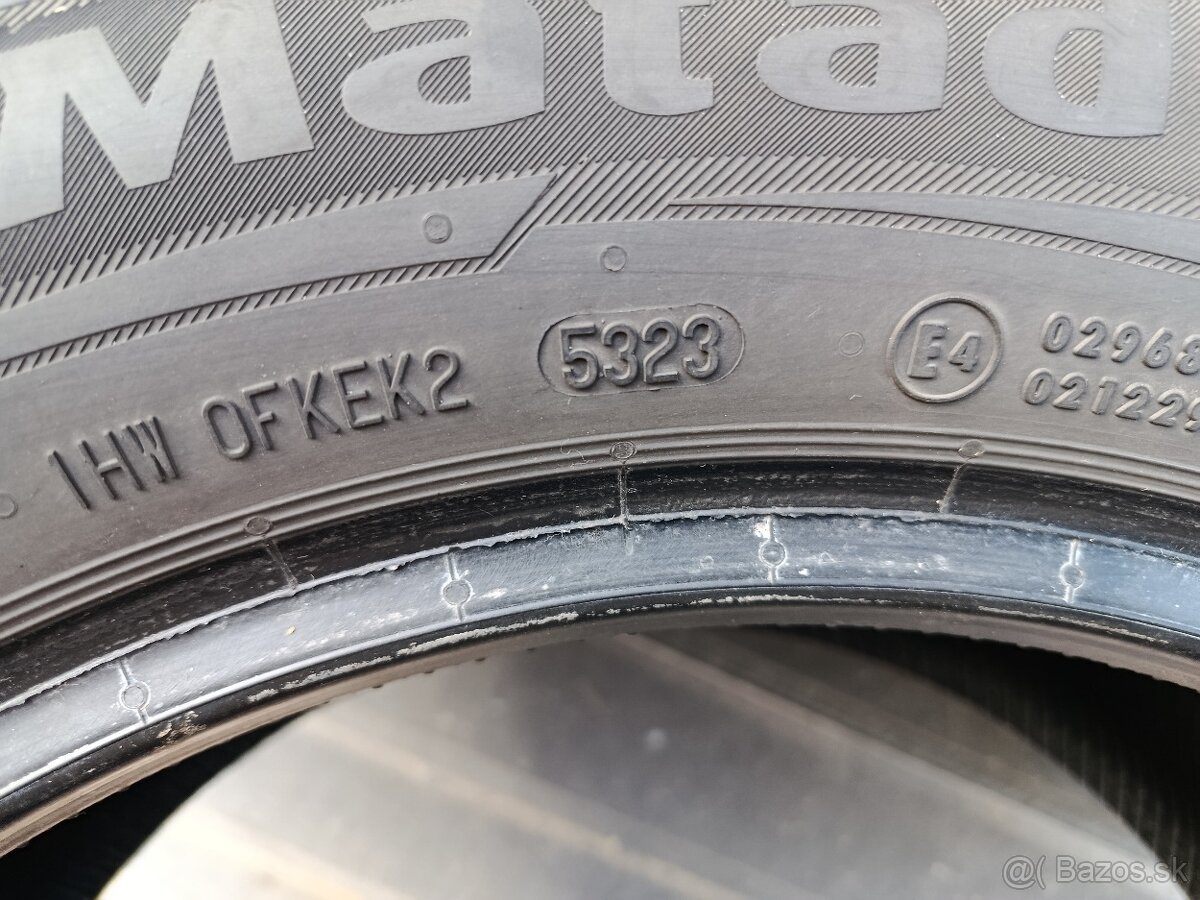 Matad
1HW 0FKEK2 5323 E4 02968
021229
@( Bazos.sk